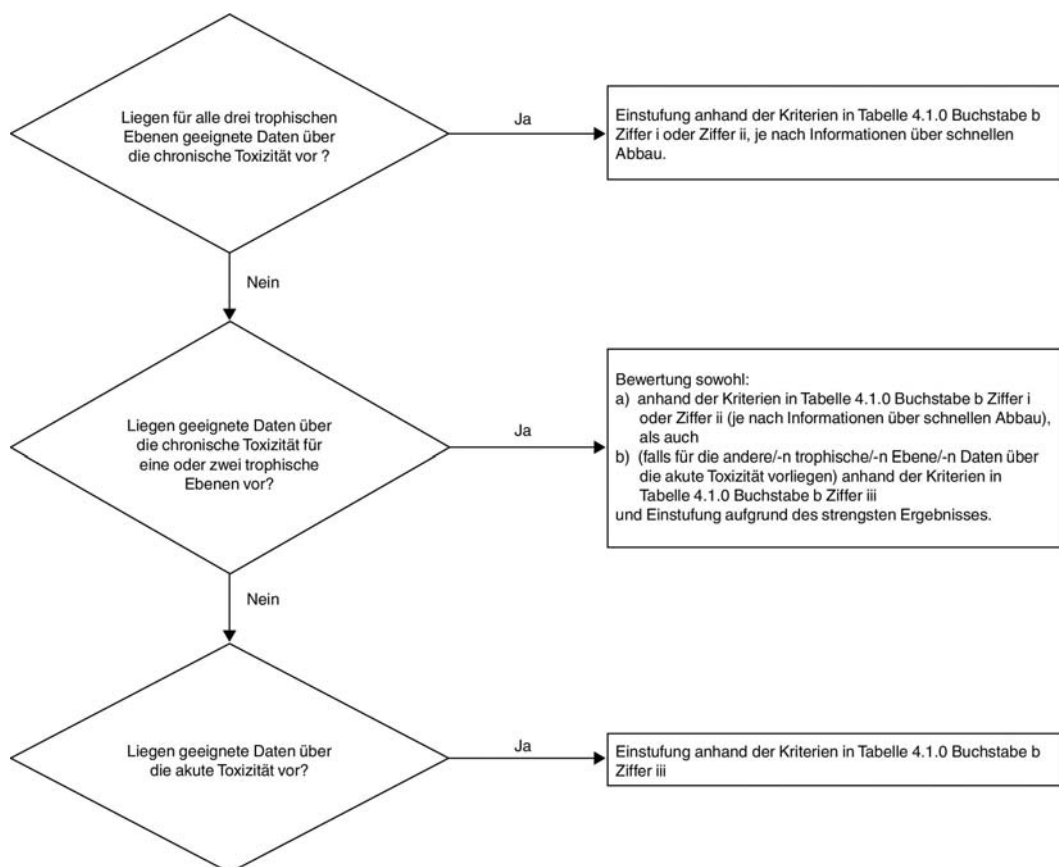 Liegen für alle drei trophischen
Ebenen geeignete Daten über
die chronische Toxizität vor ?
Ja
Einstufung anhand der Kriterien in Tabelle 4.1.0 Buchstabe b
Ziffer i oder Ziffer ii, je nach Informationen über schnellen
Abbau.
Nein
Liegen geeignete Daten über
die chronische Toxizität für
eine oder zwei trophische
Ebenen vor?
Ja
Bewertung sowohl:
a) anhand der Kriterien in Tabelle 4.1.0 Buchstabe b Ziffer i
oder Ziffer ii (je nach Informationen über schnellen Abbau),
als auch
b) (falls für die andere/-n trophische/-n Ebene/-n Daten über
die akute Toxizität vorliegen) anhand der Kriterien in
Tabelle 4.1.0 Buchstabe b Ziffer iii
und Einstufung aufgrund des strengsten Ergebnisses.
Nein
Liegen geeignete Daten über
die akute Toxizität vor?
Ja
Einstufung anhand der Kriterien in Tabelle 4.1.0 Buchstabe b
Ziffer iii